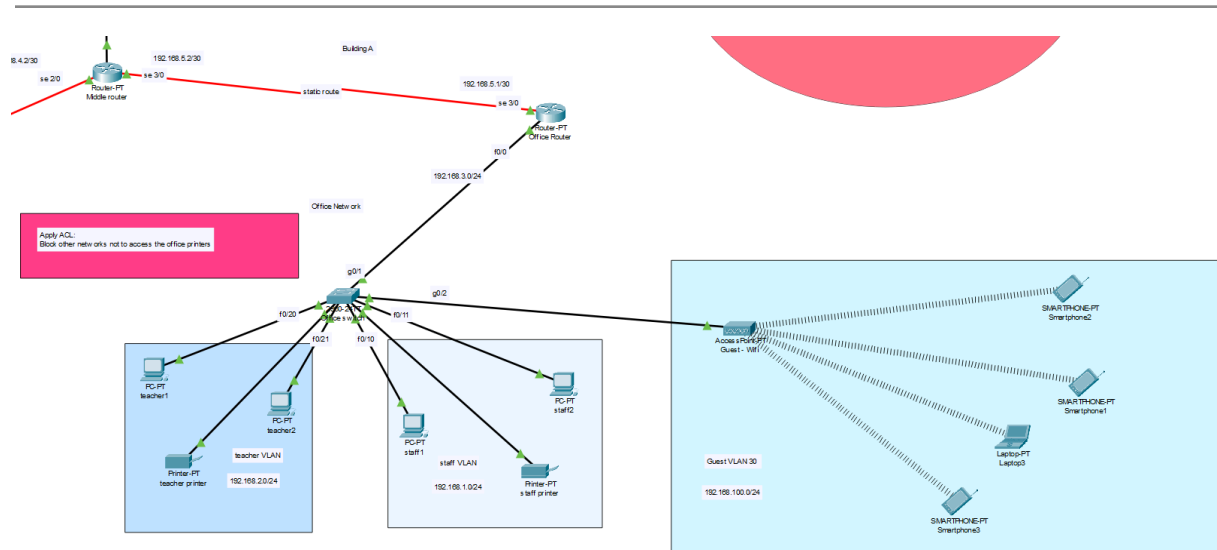 8.4.2/30
192.168.5.2/30
Building A
se 2/0
se 3/0
Router-PT
Middle router
static route
192.168.5.1/30
se 3/0
Router-PT
Office Router
f0/0
192.168.3.0/24
Office Network
Apply ACL:
Block other networks not to access the office printers
g0/1
g0/2
Office switch
f0/20
f0/21
f0/10
f0/11
PC-PT
teacher1
PC-PT
teacher2
Printer-PT
teacher printer
teacher VLAN
192.168.2.0/24
PC-PT
staff1
PC-PT
staff2
staff VLAN
192.168.1.0/24
Printer-PT
staff printer
AccessPoint-PT
Guest - Wifi
SMARTPHONE-PT
Smartphone2
SMARTPHONE-PT
Smartphone1
Laptop-PT
Laptop3
Guest VLAN 30
192.168.100.0/24
SMARTPHONE-PT
Smartphone3